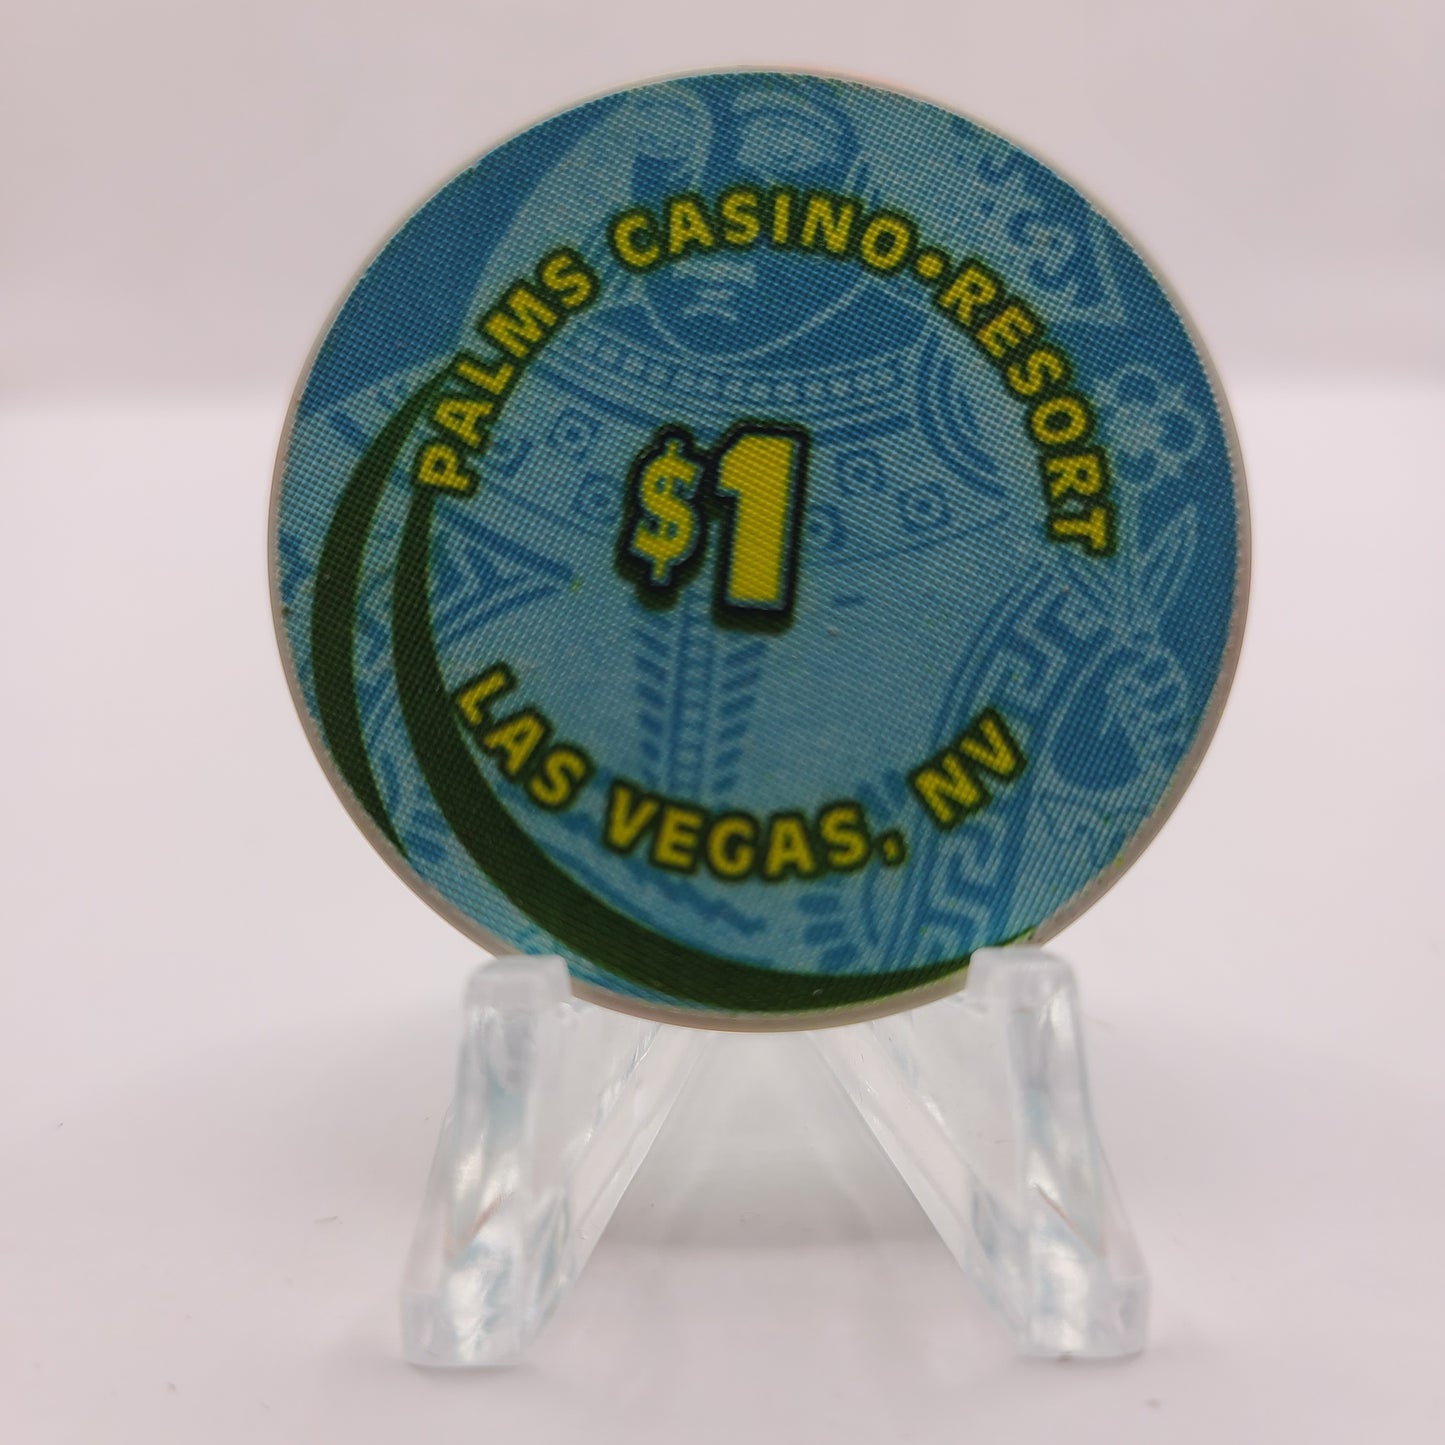 PALMS CASINO•RESORT
$1
LAS VEGAS, NV